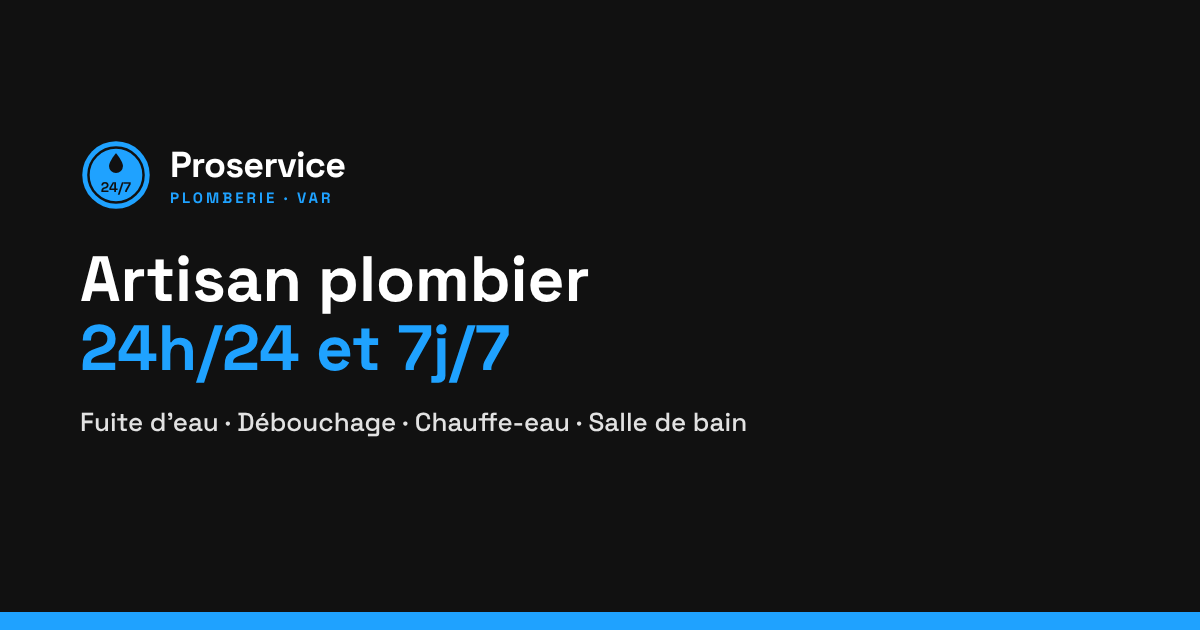 24/7
Proservice
PLOMBERIE · VAR
Artisan plombier
24h/24 et 7j/7
Fuite d’eau · Débouchage · Chauffe-eau · Salle de bain